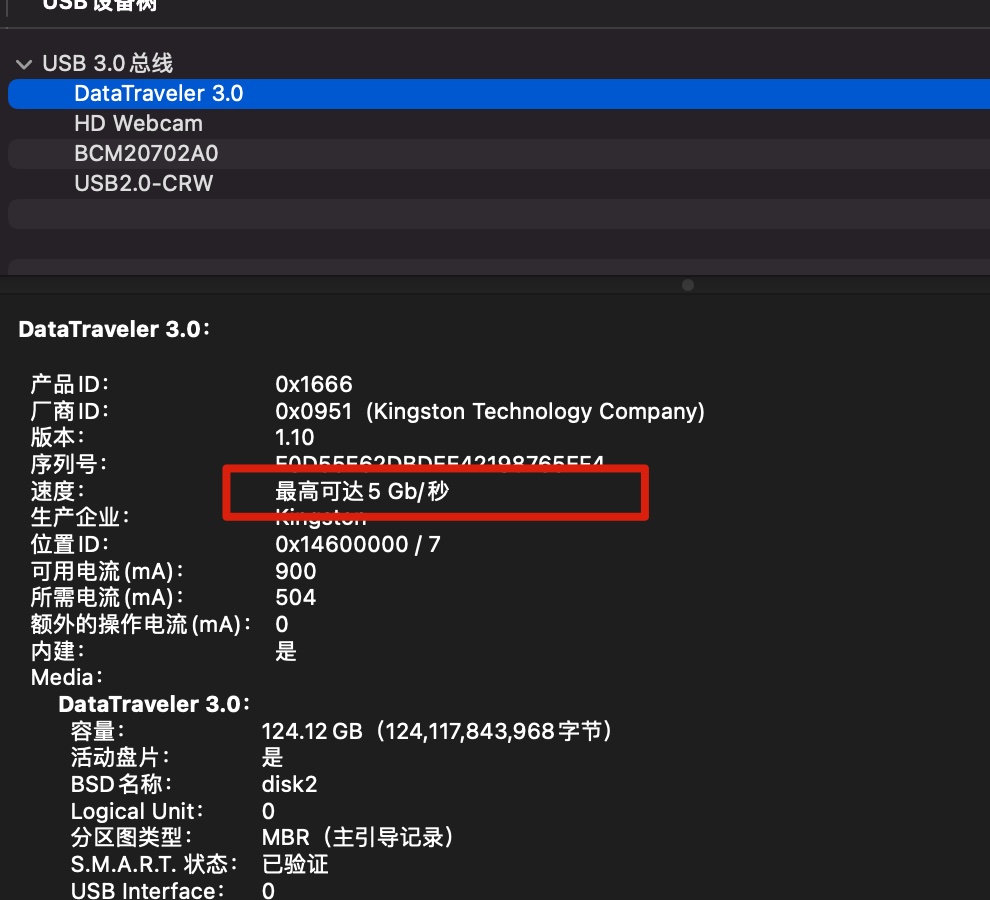 USB 设备树
USB 3.0 总线
DataTraveler 3.0
HD Webcam
BCM20702A0
USB2.0-CRW
DataTraveler 3.0：
产品 ID： 0x1666
厂商 ID： 0x0951  (Kingston Technology Company)
版本： 1.10
序列号： E0D55E62DBDEE42198765EE4
速度： 最高可达 5 Gb/秒
生产企业： Kingston
位置 ID： 0x14600000 / 7
可用电流 (mA)： 900
所需电流 (mA)： 504
额外的操作电流 (mA)： 0
内建： 是
Media：
DataTraveler 3.0：
容量： 124.12 GB（124,117,843,968 字节）
活动盘片： 是
BSD 名称： disk2
Logical Unit： 0
分区图类型： MBR（主引导记录）
S.M.A.R.T. 状态： 已验证
USB Interface： 0